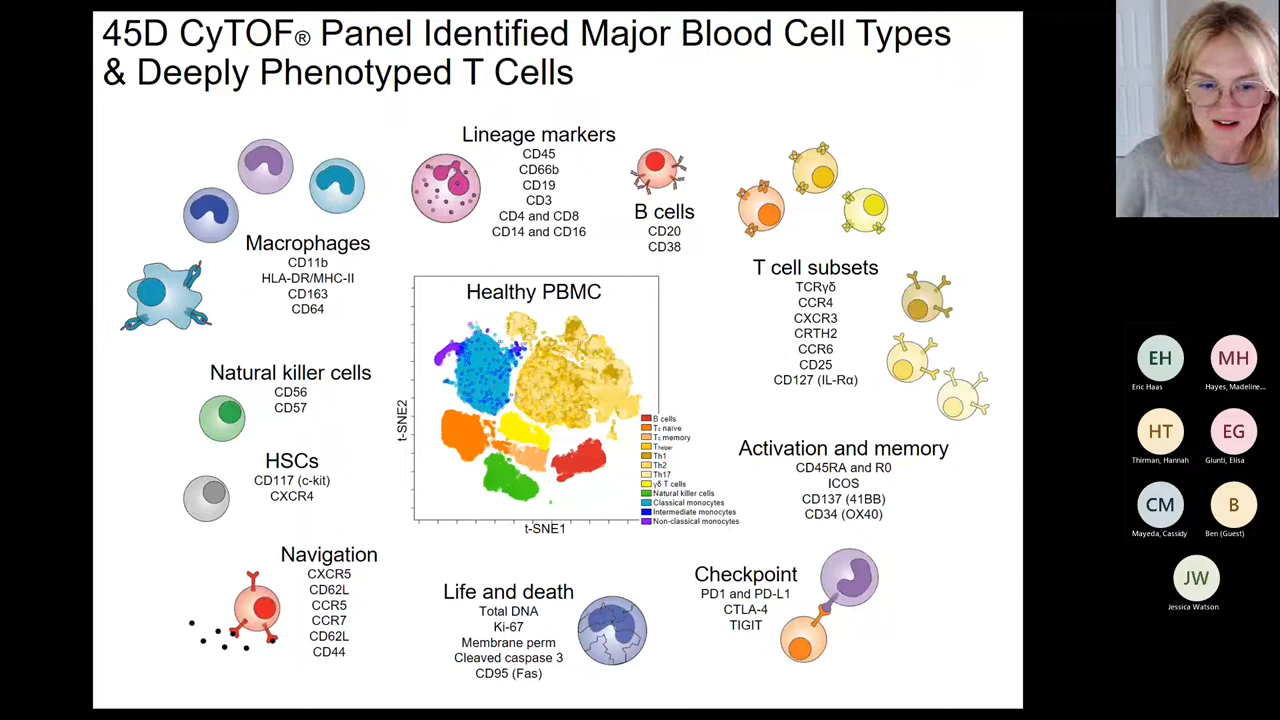 45D CyTOF® Panel Identified Major Blood Cell Types
& Deeply Phenotyped T Cells
Lineage markers
CD45
CD66b
CD19
CD3
CD4 and CD8
CD14 and CD16
B cells
CD20
CD38
Macrophages
CD11b
HLA-DR/MHC-II
CD163
CD64
T cell subsets
TCRγδ
CCR4
CXCR3
CRTH2
CCR6
CD25
CD127 (IL-Rα)
Natural killer cells
CD56
CD57
HSCs
CD117 (c-kit)
CXCR4
Healthy PBMC
t-SNE2
t-SNE1
B cells
Tc naïve
Tc memory
Thelper
Th1
Th2
Th17
γδ T cells
Natural killer cells
Classical monocytes
Intermediate monocytes
Non-classical monocytes
Activation and memory
CD45RA and R0
ICOS
CD137 (41BB)
CD34 (OX40)
Navigation
CXCR5
CD62L
CCR5
CCR7
CD62L
CD44
Life and death
Total DNA
Ki-67
Membrane perm
Cleaved caspase 3
CD95 (Fas)
Checkpoint
PD1 and PD-L1
CTLA-4
TIGIT
EH
Eric Haas
MH
Hayes, Madeline...
HT
Thirman, Hannah
EG
Giunti, Elisa
CM
Mayeda, Cassidy
B
Ben (Guest)
JW
Jessica Watson